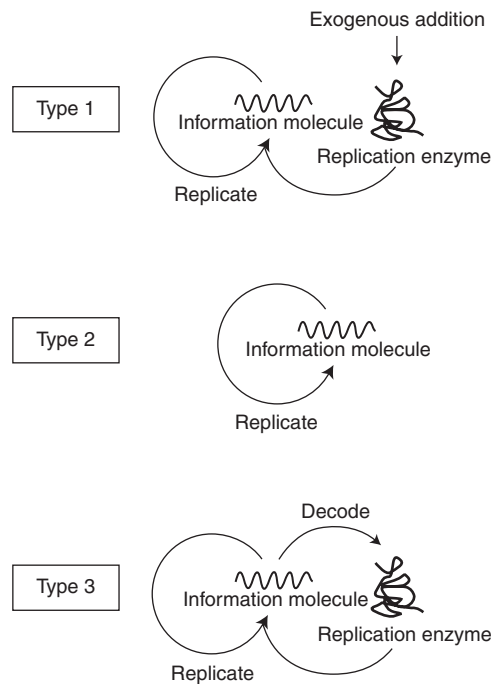 Exogenous addition
Type 1
Information molecule
Replication enzyme
Replicate
Type 2
Information molecule
Replicate
Decode
Type 3
Information molecule
Replication enzyme
Replicate